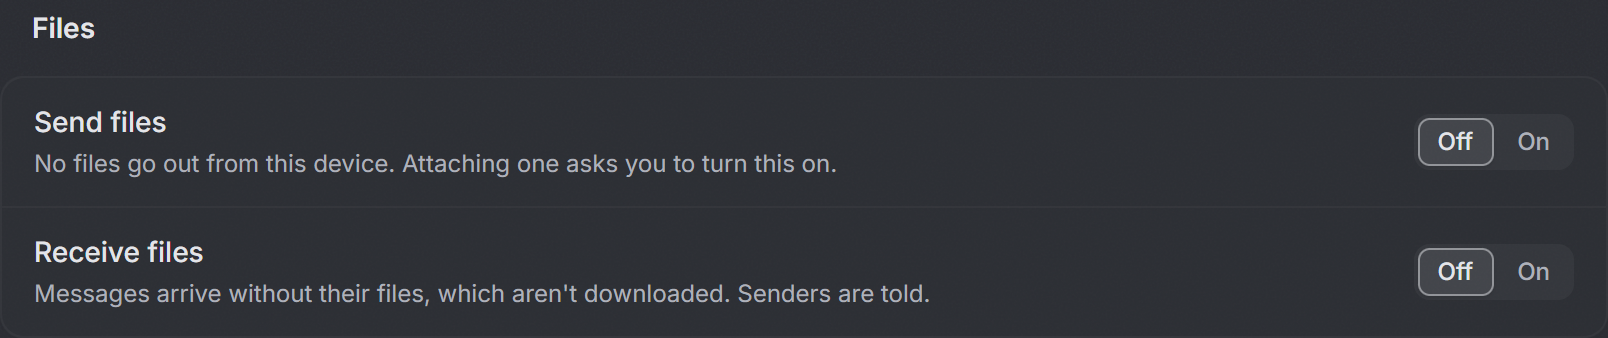 Files
Send files
Off On
No files go out from this device. Attaching one asks you to turn this on.
Receive files
Off On
Messages arrive without their files, which aren't downloaded. Senders are told.